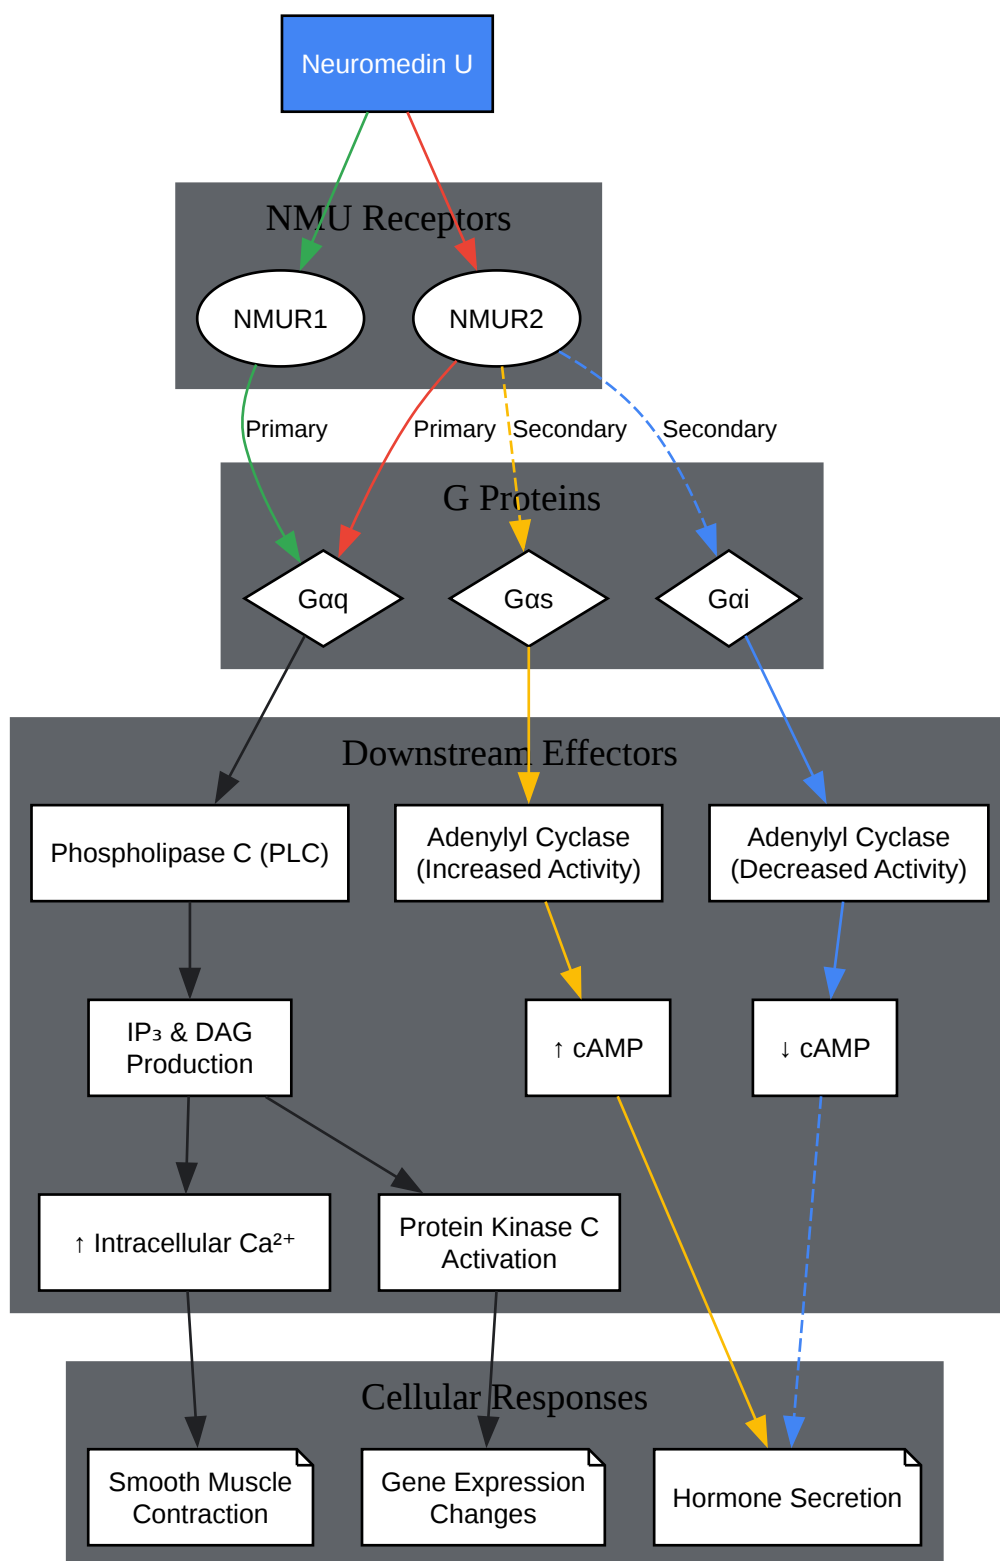 Neuromedin U
NMU Receptors
NMUR1
NMUR2
Primary
Primary
Secondary
Secondary
G Proteins
Gαq
Gαs
Gαi
Downstream Effectors
Phospholipase C (PLC)
Adenylyl Cyclase
(Increased Activity)
Adenylyl Cyclase
(Decreased Activity)
IP₃ & DAG
Production
↑ cAMP
↓ cAMP
↑ Intracellular Ca²⁺
Protein Kinase C
Activation
Cellular Responses
Smooth Muscle
Contraction
Gene Expression
Changes
Hormone Secretion